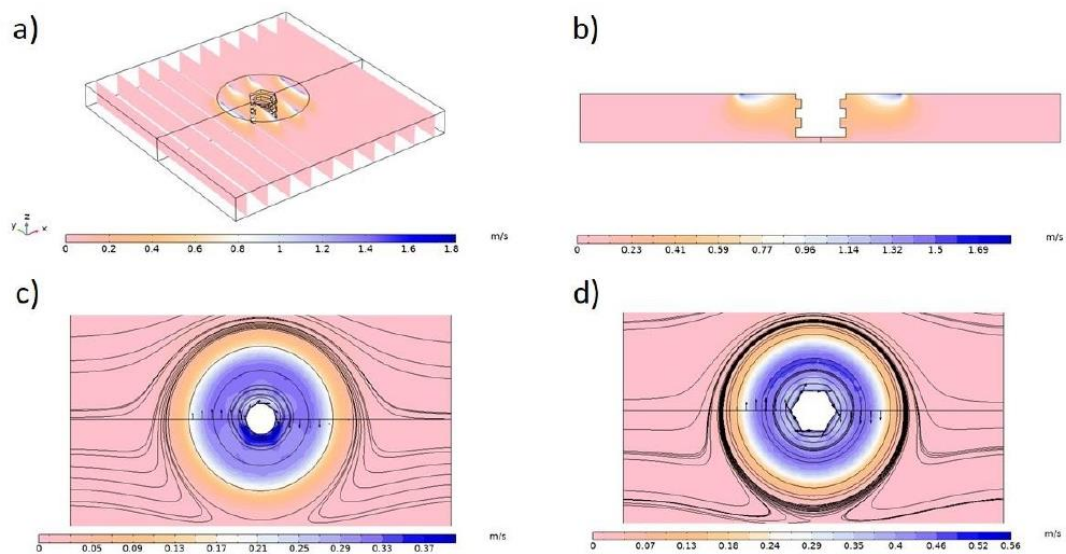 a)
b)
z
y x
m/s
0 0.2 0.4 0.6 0.8 1 1.2 1.4 1.6 1.8
m/s
0 0.23 0.41 0.59 0.77 0.96 1.14 1.32 1.5 1.69
c)
d)
m/s
0 0.05 0.09 0.13 0.17 0.21 0.25 0.29 0.33 0.37
m/s
0 0.07 0.13 0.18 0.24 0.29 0.35 0.4 0.46 0.52 0.56